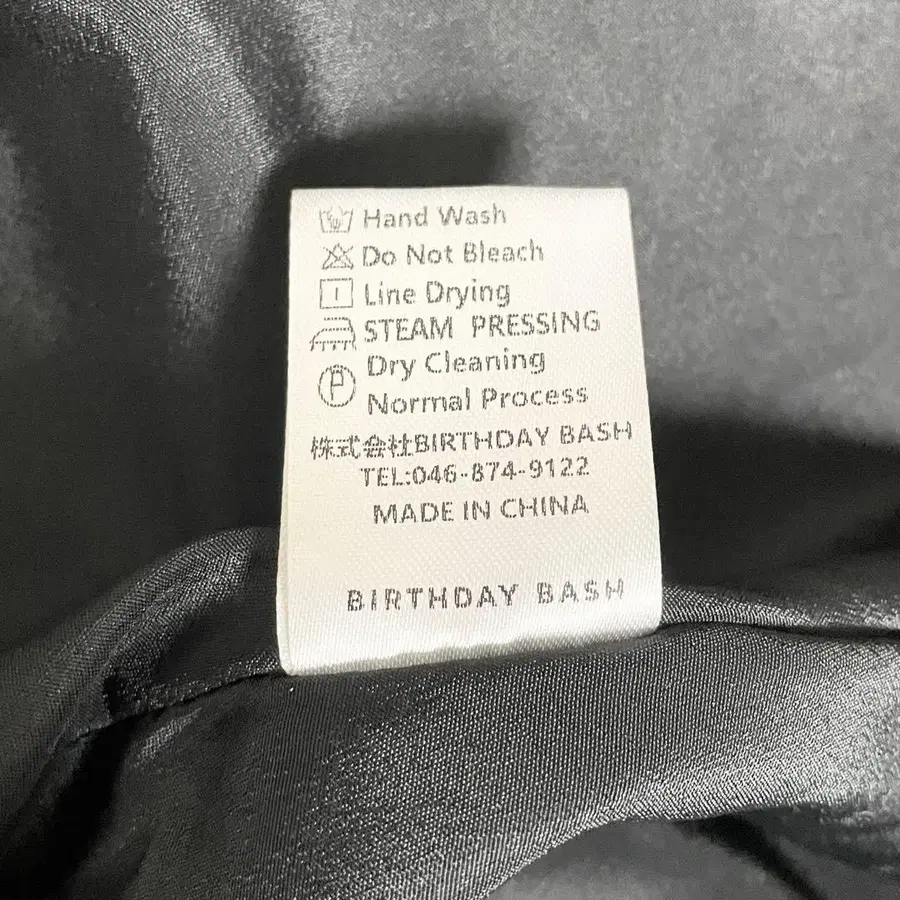 Hand Wash
Do Not Bleach
Line Drying
STEAM PRESSING
Dry Cleaning
Normal Process
株式会社BIRTHDAY BASH
TEL:046-874-9122
MADE IN CHINA
BIRTHDAY BASH